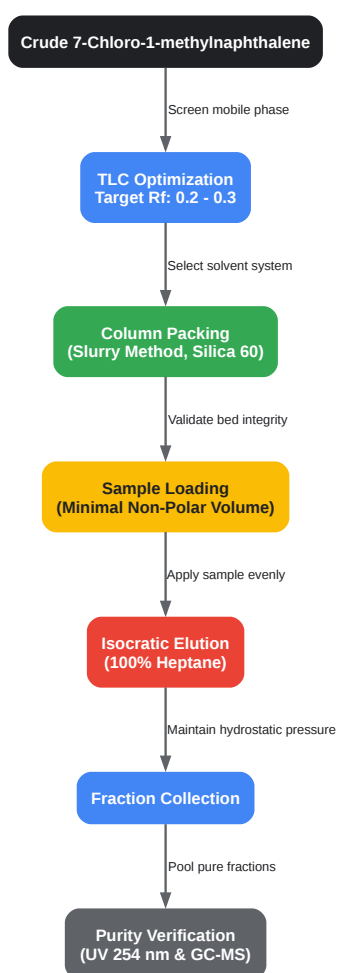 Crude 7-Chloro-1-methylnaphthalene
Screen mobile phase
TLC Optimization
Target Rf: 0.2 - 0.3
Select solvent system
Column Packing
(Slurry Method, Silica 60)
Validate bed integrity
Sample Loading
(Minimal Non-Polar Volume)
Apply sample evenly
Isocratic Elution
(100% Heptane)
Maintain hydrostatic pressure
Fraction Collection
Pool pure fractions
Purity Verification
(UV 254 nm & GC-MS)